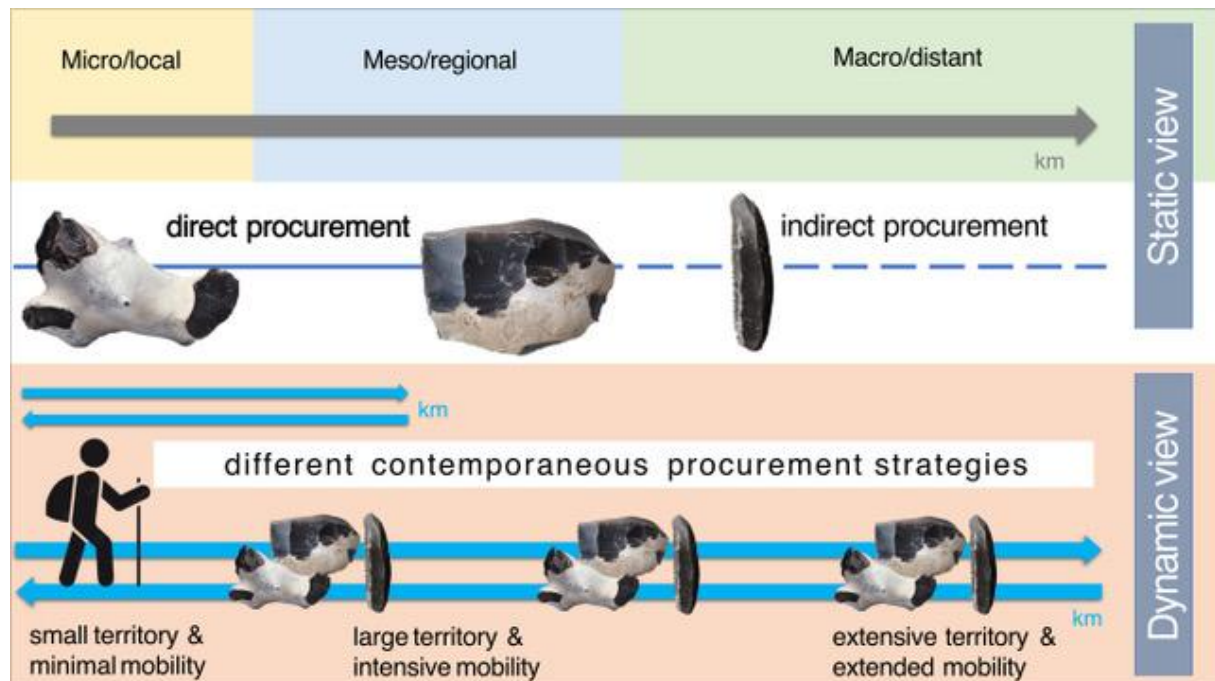 Micro/local
Meso/regional
Macro/distant
km
Static view
direct procurement
indirect procurement
km
different contemporaneous procurement strategies
Dynamic view
km
small territory &
minimal mobility
large territory &
intensive mobility
extensive territory &
extended mobility